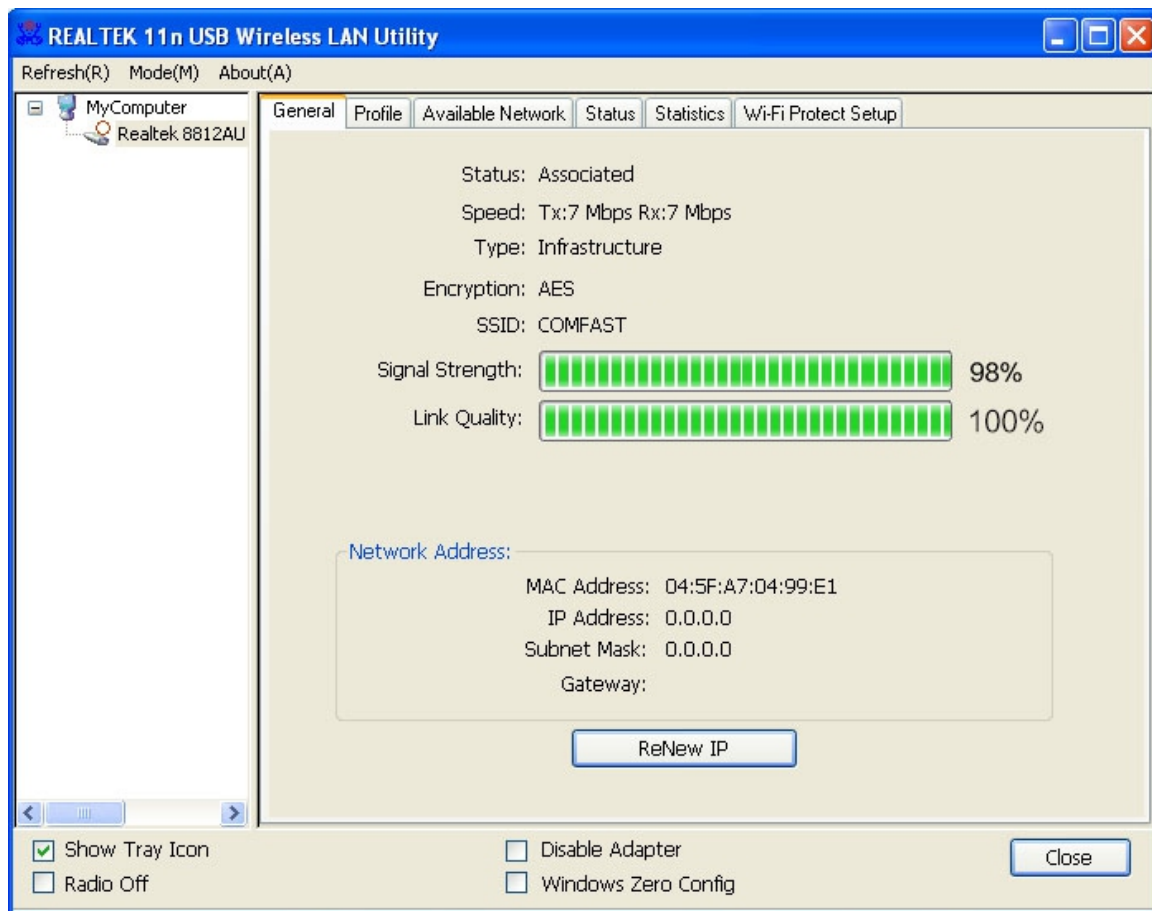 REALTEK 11n USB Wireless LAN Utility
Refresh(R) Mode(M) About(A)
MyComputer
Realtek 8812AU
General Profile Available Network Status Statistics Wi-Fi Protect Setup
Status: Associated
Speed: Tx:7 Mbps Rx:7 Mbps
Type: Infrastructure
Encryption: AES
SSID: COMFAST
Signal Strength: 98%
Link Quality: 100%
Network Address:
MAC Address: 04:5F:A7:04:99:E1
IP Address: 0.0.0.0
Subnet Mask: 0.0.0.0
Gateway:
ReNew IP
Show Tray Icon
Radio Off
Disable Adapter
Windows Zero Config
Close